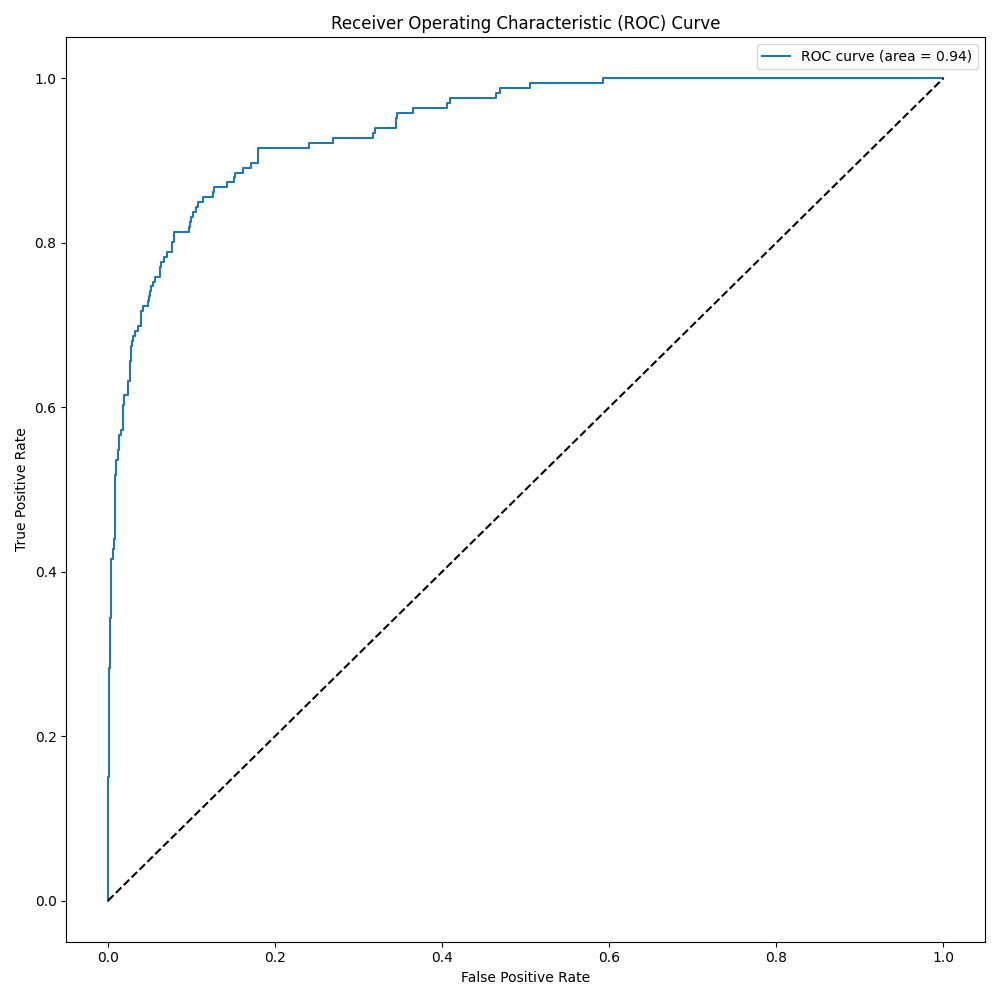 Receiver Operating Characteristic (ROC) Curve
ROC curve (area = 0.94)
1.0
0.8
0.6
0.4
0.2
0.0
True Positive Rate
0.0 0.2 0.4 0.6 0.8 1.0
False Positive Rate